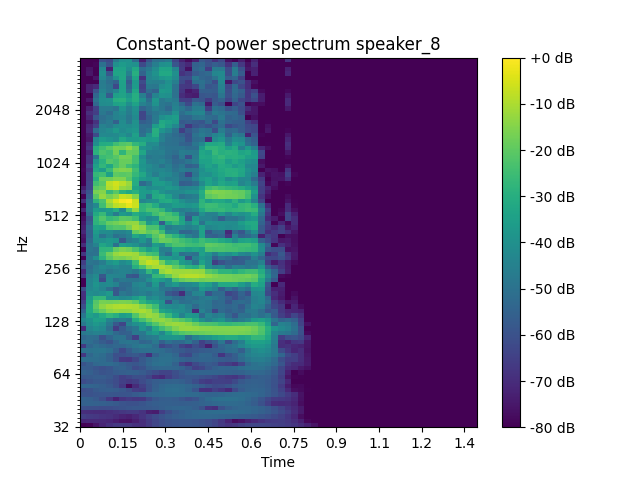 Constant-Q power spectrum speaker_8
Hz
2048
1024
512
256
128
64
32
0 0.15 0.3 0.45 0.6 0.75 0.9 1.1 1.2 1.4
Time
+0 dB
-10 dB
-20 dB
-30 dB
-40 dB
-50 dB
-60 dB
-70 dB
-80 dB